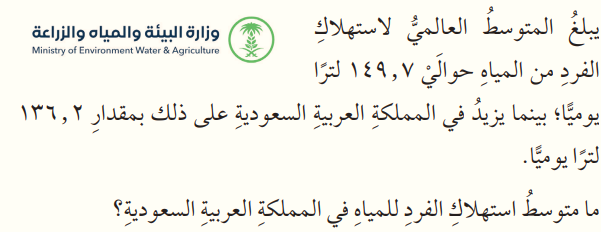 يبلغُ المتوسطُ العالميُّ لاستهلاكِ
وزارة البيئة والمياه والزراعة
Ministry of Environment Water & Agriculture
الفردِ من المياهِ حوالَيْ ١٤٩,٧ لترًا
يوميًّا؛ بينما يزيدُ في المملكةِ العربيةِ السعوديةِ على ذلك بمقدارِ ١٣٦,٢
لترًا يوميًّا.
ما متوسطُ استهلاكِ الفردِ للمياهِ في المملكةِ العربيةِ السعوديةِ؟